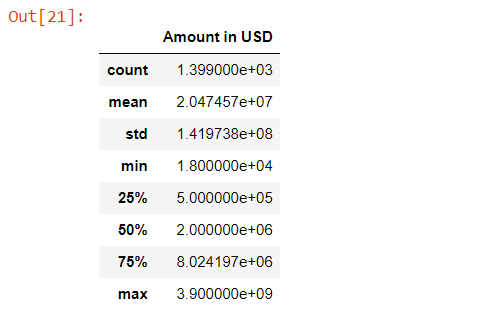 Out[21]:
Amount in USD
count 1.399000e+03
mean 2.047457e+07
std 1.419738e+08
min 1.800000e+04
25% 5.000000e+05
50% 2.000000e+06
75% 8.024197e+06
max 3.900000e+09